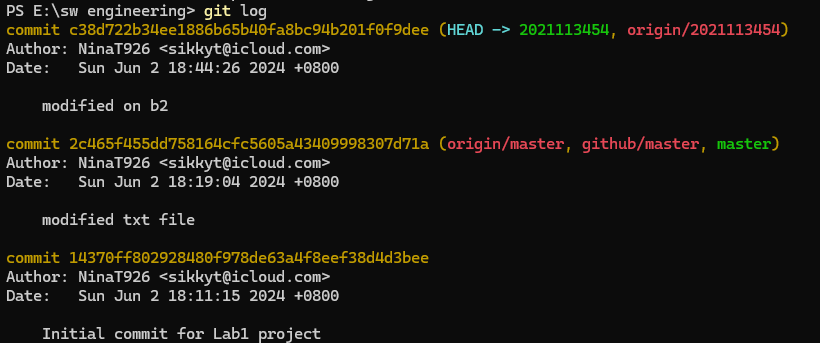 PS E:\sw engineering> git log
commit c38d722b34ee1886b65b40fa8bc94b201f0f9dee (HEAD -> 2021113454, origin/2021113454)
Author: NinaT926 <sikkyt@icloud.com>
Date:   Sun Jun 2 18:44:26 2024 +0800
modified on b2
commit 2c465f455dd758164cfc5605a43409998307d71a (origin/master, github/master, master)
Author: NinaT926 <sikkyt@icloud.com>
Date:   Sun Jun 2 18:19:04 2024 +0800
modified txt file
commit 14370ff802928480f978de63a4f8eef38d4d3bee
Author: NinaT926 <sikkyt@icloud.com>
Date:   Sun Jun 2 18:11:15 2024 +0800
Initial commit for Lab1 project